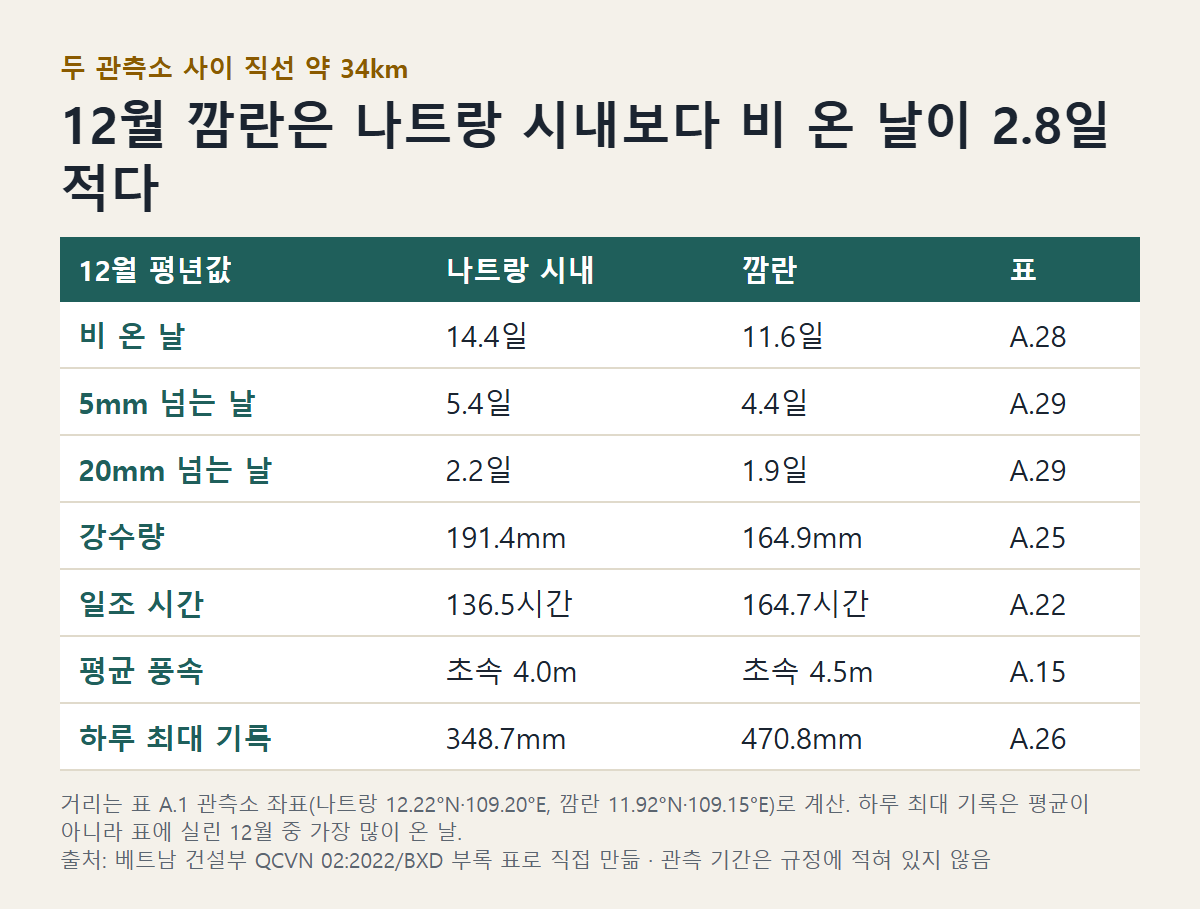 두 관측소 사이 직선 약 34km
12월 깜란은 나트랑 시내보다 비 온 날이 2.8일
적다
12월 평년값 나트랑 시내 깜란 표
비 온 날 14.4일 11.6일 A.28
5mm 넘는 날 5.4일 4.4일 A.29
20mm 넘는 날 2.2일 1.9일 A.29
강수량 191.4mm 164.9mm A.25
일조 시간 136.5시간 164.7시간 A.22
평균 풍속 초속 4.0m 초속 4.5m A.15
하루 최대 기록 348.7mm 470.8mm A.26
거리는 표 A.1 관측소 좌표(나트랑 12.22°N·109.20°E, 깜란 11.92°N·109.15°E)로 계산. 하루 최대 기록은 평균이
아니라 표에 실린 12월 중 가장 많이 온 날.
출처: 베트남 건설부 QCVN 02:2022/BXD 부록 표로 직접 만듦 · 관측 기간은 규정에 적혀 있지 않음